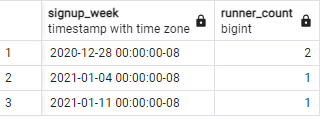 signup_week runner_count
timestamp with time zone bigint
1 2020-12-28 00:00:00-08 2
2 2021-01-04 00:00:00-08 1
3 2021-01-11 00:00:00-08 1